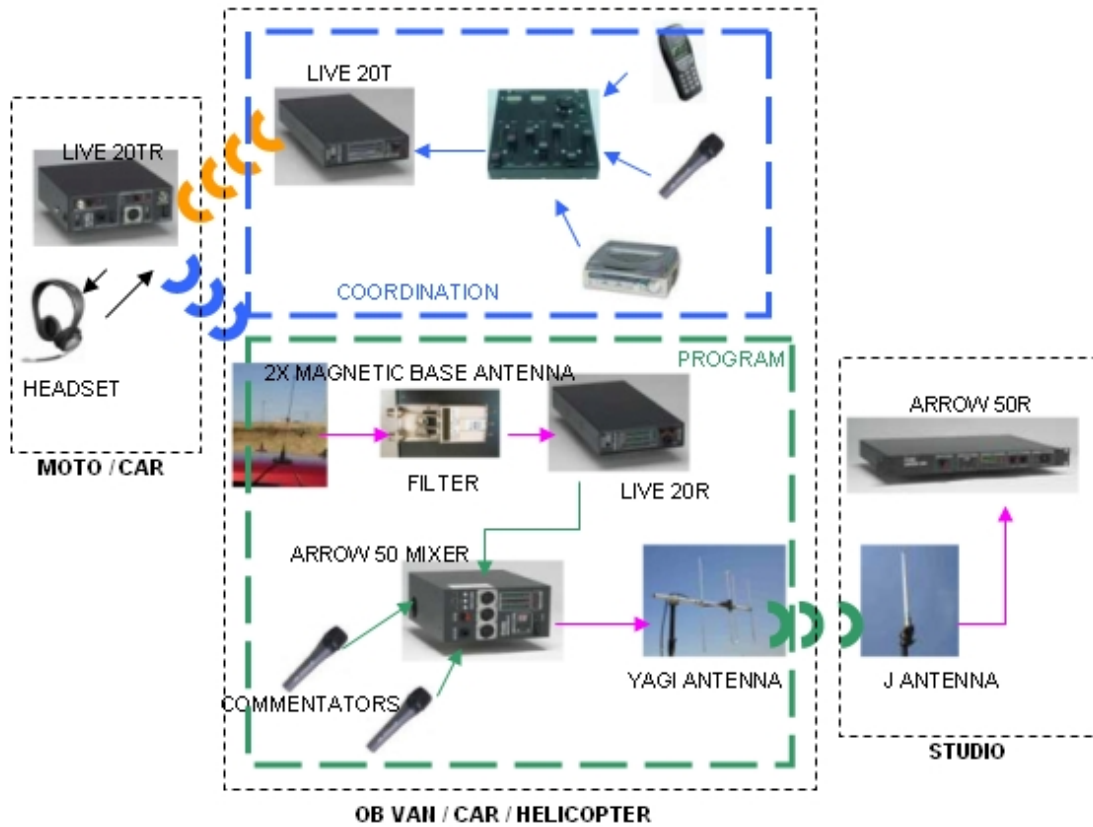 LIVE 20T
LIVE 20TR
COORDINATION
HEADSET
MOTO / CAR
PROGRAM
2X MAGNETIC BASE ANTENNA
FILTER
LIVE 20R
ARROW 50 MIXER
COMMENTATORS
YAGI ANTENNA
OB VAN / CAR / HELICOPTER
ARROW 50R
J ANTENNA
STUDIO